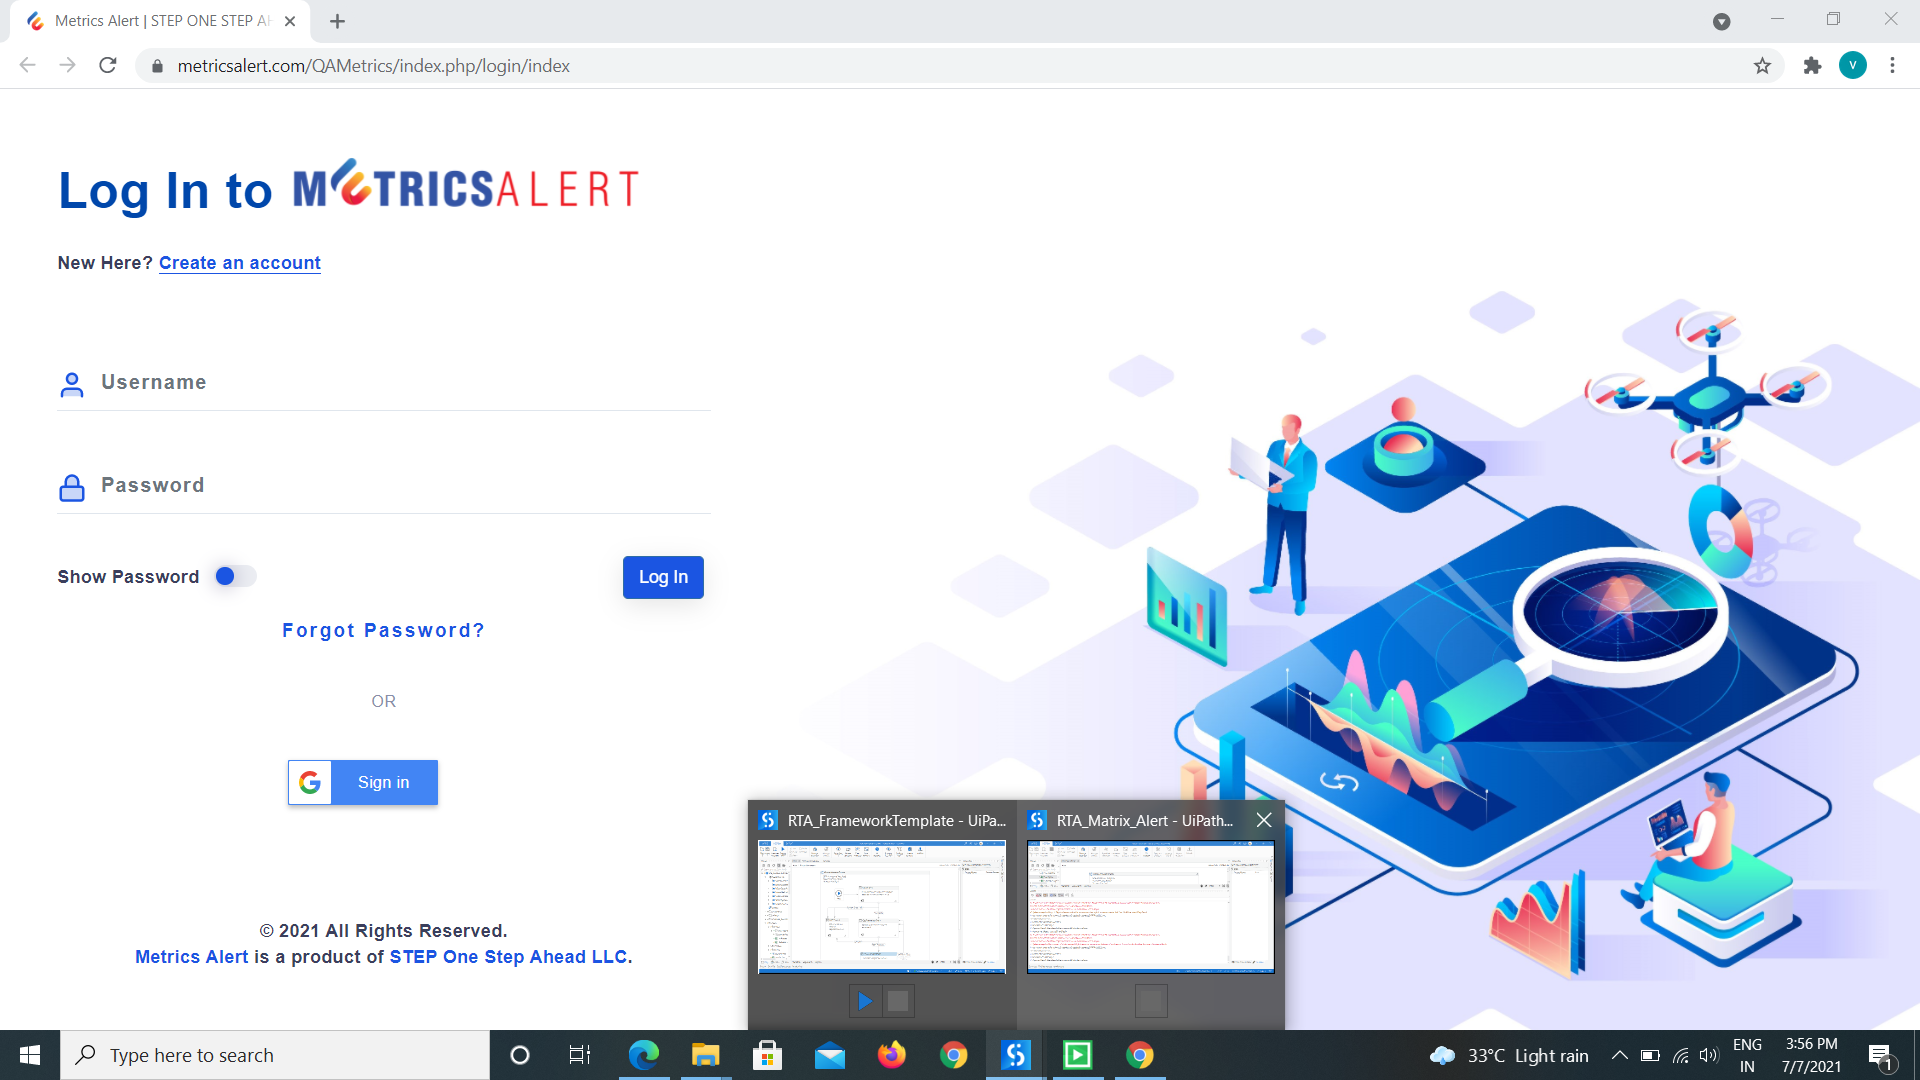 Metrics Alert | STEP ONE STEP AH
metricsalert.com/QAMetrics/index.php/login/index
V
Log In to METRICSALERT
New Here? Create an account
Username
Password
Show Password
Log In
Forgot Password?
OR
G Sign in
© 2021 All Rights Reserved.
Metrics Alert is a product of STEP One Step Ahead LLC.
RTA_FrameworkTemplate - UiPa...
RTA_Matrix_Alert - UiPath...
Type here to search
33°C Light rain
ENG
IN
3:56 PM
7/7/2021
1